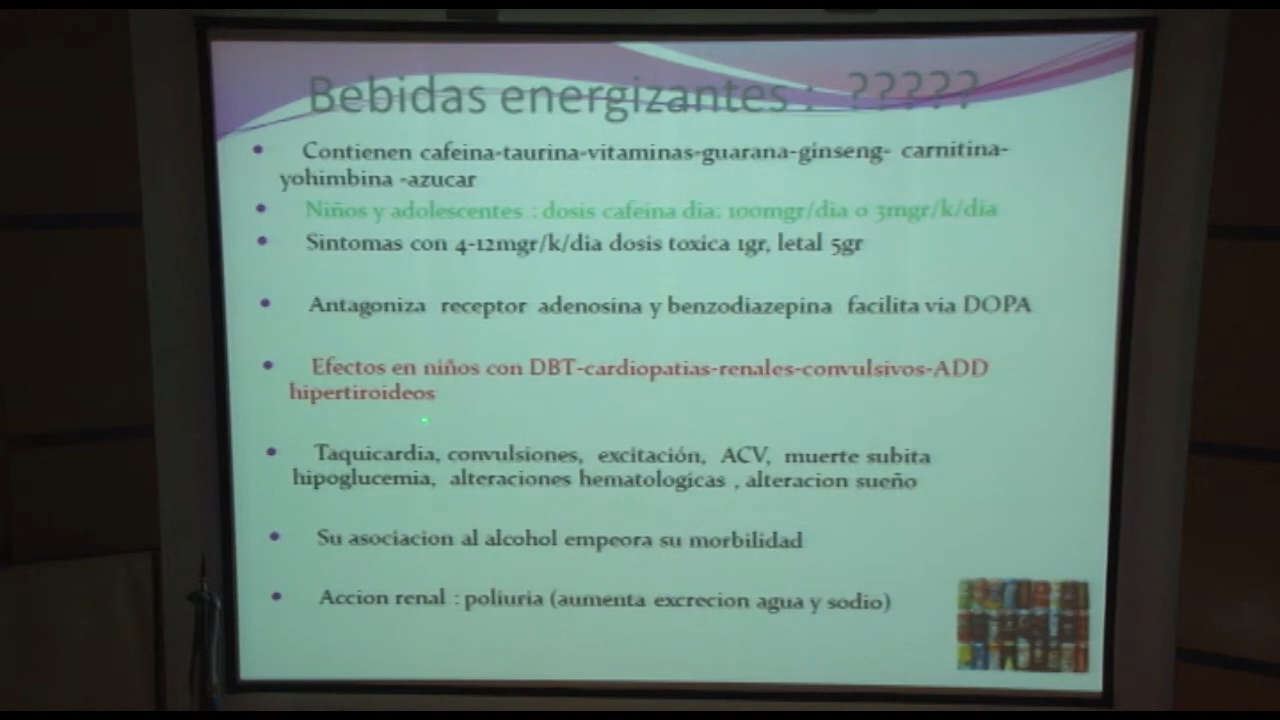 Bebidas energizantes : ?????
Contienen cafeina-taurina-vitaminas-guarana-ginseng- carnitina-
yohimbina -azucar
Niños y adolescentes : dosis cafeina dia: 100mgr/dia o 3mgr/k/dia
Sintomas con 4-12mgr/k/dia dosis toxica 1gr, letal 5gr
Antagoniza receptor adenosina y benzodiazepina facilita via DOPA
Efectos en niños con DBT-cardiopatias-renales-convulsivos-ADD
hipertiroideos
Taquicardia, convulsiones, excitación, ACV, muerte subita
hipoglucemia, alteraciones hematologicas , alteracion sueño
Su asociacion al alcohol empeora su morbilidad
Accion renal : poliuria (aumenta excrecion agua y sodio)